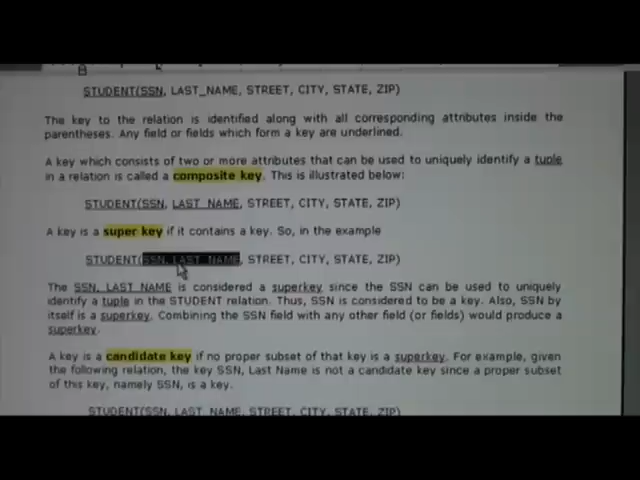 STUDENT(SSN, LAST_NAME, STREET, CITY, STATE, ZIP)
The key to the relation is identified along with all corresponding attributes inside the
parentheses. Any field or fields which form a key are underlined.
A key which consists of two or more attributes that can be used to uniquely identify a tuple
in a relation is called a composite key. This is illustrated below:
STUDENT(SSN, LAST_NAME, STREET, CITY, STATE, ZIP)
A key is a super key if it contains a key. So, in the example
STUDENT(SSN, LAST_NAME, STREET, CITY, STATE, ZIP)
The SSN, LAST_NAME is considered a superkey since the SSN can be used to uniquely
identify a tuple in the STUDENT relation. Thus, SSN is considered to be a key. Also, SSN by
itself is a superkey. Combining the SSN field with any other field (or fields) would produce a
superkey.
A key is a candidate key if no proper subset of that key is a superkey. For example, given
the following relation, the key SSN, Last Name is not a candidate key since a proper subset
of this key, namely SSN, is a key.
STUDENT(SSN, LAST_NAME, STREET, CITY, STATE, ZIP)